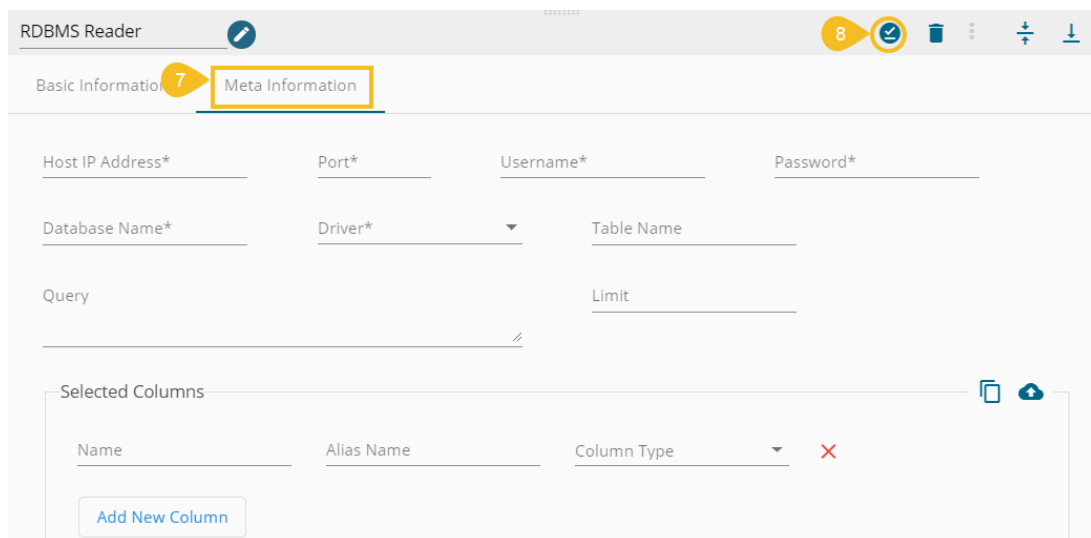 RDBMS Reader
8
Basic Information
7
Meta Information
Host IP Address*
Port*
Username*
Password*
Database Name*
Driver*
Table Name
Query
Limit
Selected Columns
Name
Alias Name
Column Type
Add New Column